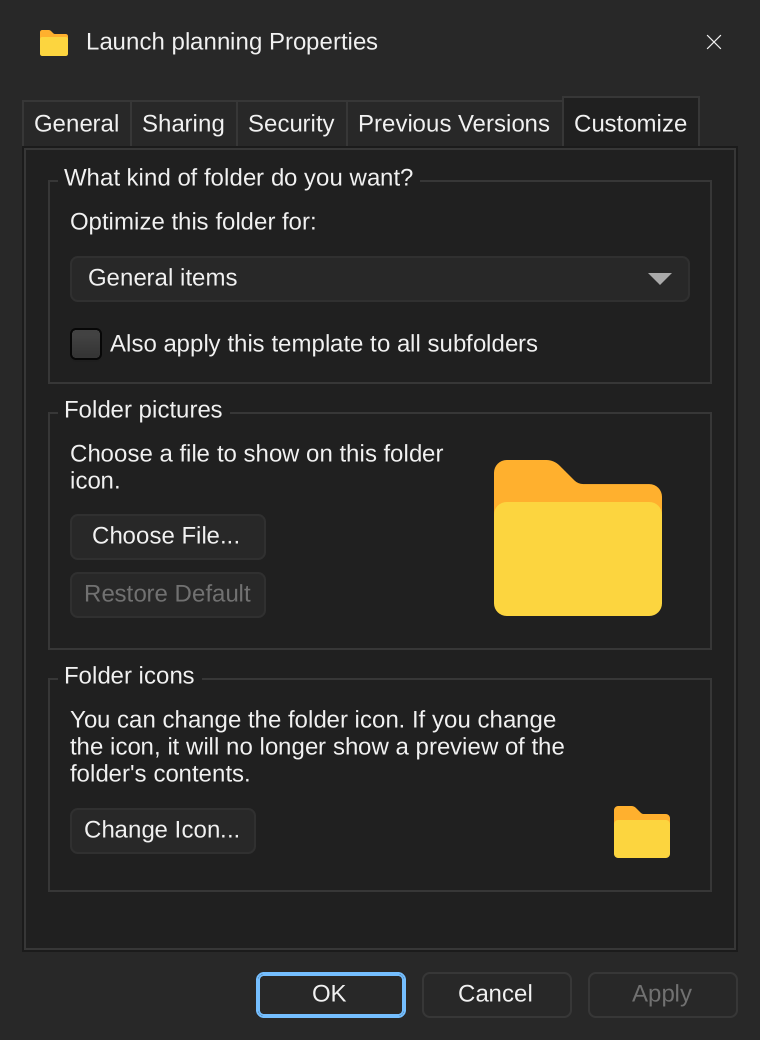 Launch planning Properties
General Sharing Security Previous Versions Customize
What kind of folder do you want?
Optimize this folder for:
General items
Also apply this template to all subfolders
Folder pictures
Choose a file to show on this folder
icon.
Choose File...
Restore Default
Folder icons
You can change the folder icon. If you change
the icon, it will no longer show a preview of the
folder's contents.
Change Icon...
OK Cancel Apply